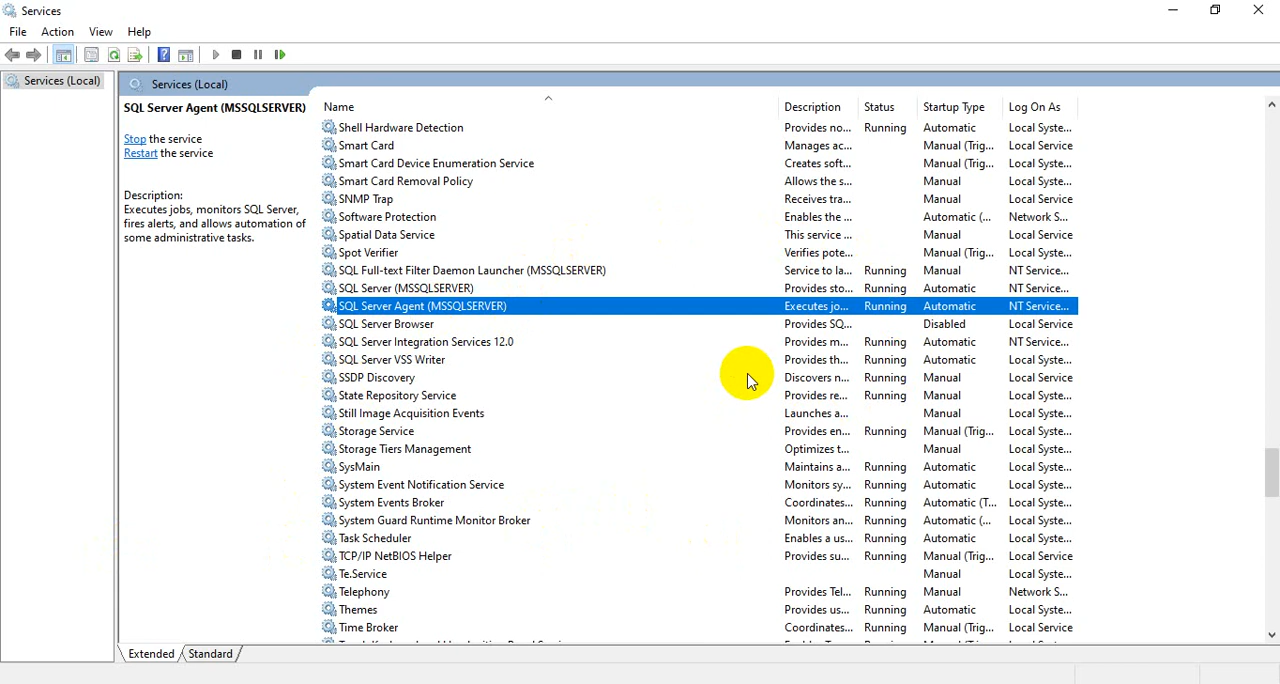 Services
File Action View Help
Services (Local)
Services (Local)
SQL Server Agent (MSSQLSERVER)
Stop the service
Restart the service
Description:
Executes jobs, monitors SQL Server,
fires alerts, and allows automation of
some administrative tasks.
Name Description Status Startup Type Log On As
Shell Hardware Detection Provides no... Running Automatic Local Syste...
Smart Card Manages ac... Manual (Trig... Local Service
Smart Card Device Enumeration Service Creates soft... Manual (Trig... Local Syste...
Smart Card Removal Policy Allows the s... Manual Local Syste...
SNMP Trap Receives tra... Manual Local Service
Software Protection Enables the ... Automatic (... Network S...
Spatial Data Service This service ... Manual Local Service
Spot Verifier Verifies pote... Manual (Trig... Local Syste...
SQL Full-text Filter Daemon Launcher (MSSQLSERVER) Service to la... Running Manual NT Service...
SQL Server (MSSQLSERVER) Provides sto... Running Automatic NT Service...
SQL Server Agent (MSSQLSERVER) Executes jo... Running Automatic NT Service...
SQL Server Browser Provides SQ... Disabled Local Service
SQL Server Integration Services 12.0 Provides m... Running Automatic NT Service...
SQL Server VSS Writer Provides th... Running Automatic Local Syste...
SSDP Discovery Discovers n... Running Manual Local Service
State Repository Service Provides re... Running Manual Local Syste...
Still Image Acquisition Events Launches a... Manual Local Syste...
Storage Service Provides en... Running Manual (Trig... Local Syste...
Storage Tiers Management Optimizes t... Manual Local Syste...
SysMain Maintains a... Running Automatic Local Syste...
System Event Notification Service Monitors sy... Running Automatic Local Syste...
System Events Broker Coordinates... Running Automatic (T... Local Syste...
System Guard Runtime Monitor Broker Monitors an... Running Automatic (... Local Syste...
Task Scheduler Enables a us... Running Automatic Local Syste...
TCP/IP NetBIOS Helper Provides su... Running Manual (Trig... Local Service
Te.Service Manual Local Syste...
Telephony Provides Tel... Running Manual Network S...
Themes Provides us... Running Automatic Local Syste...
Time Broker Coordinates... Running Manual (Trig... Local Service
Extended Standard